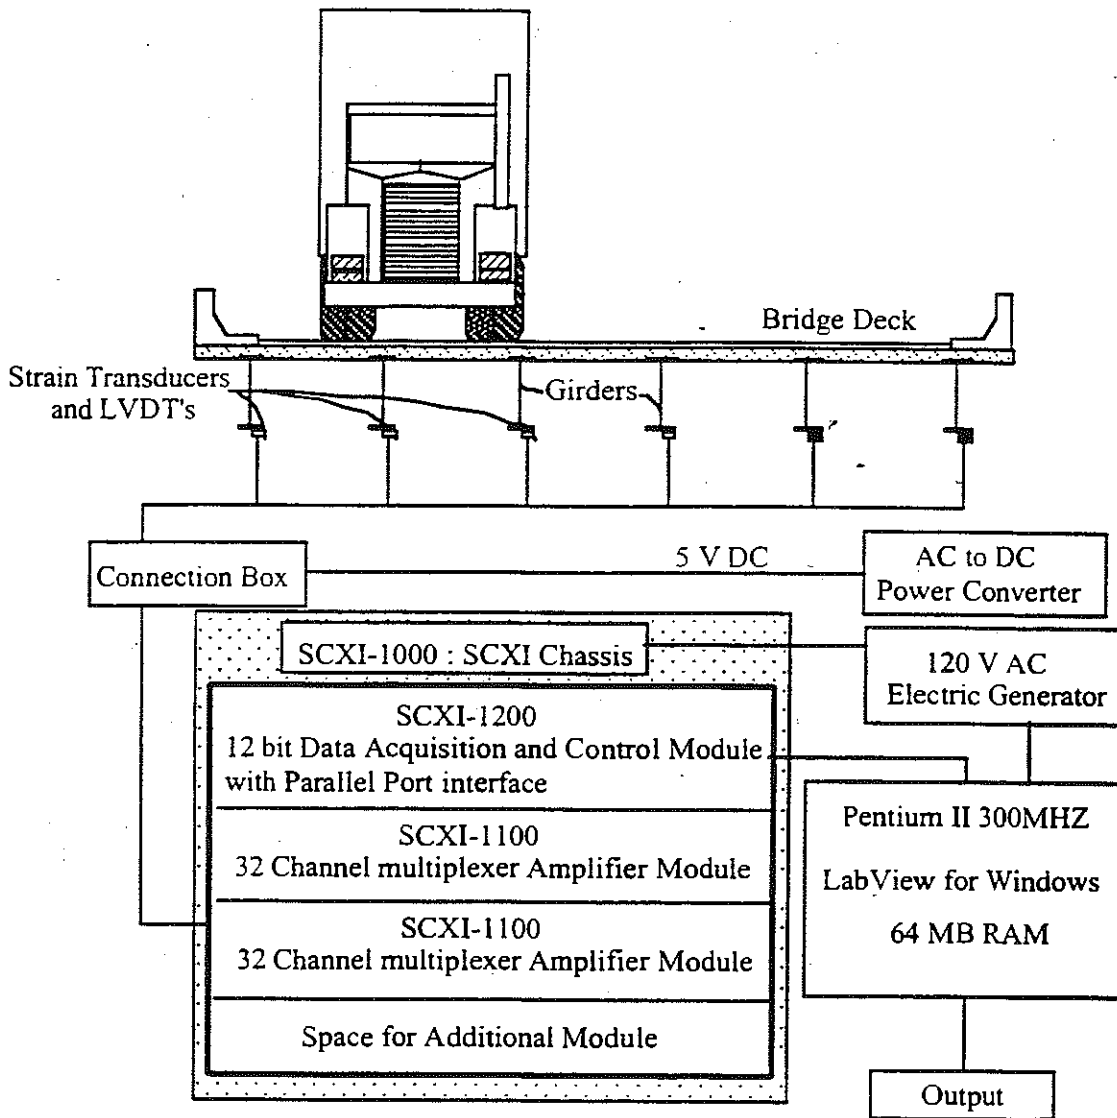 Bridge Deck
Strain Transducers
and LVDT's
Girders
5 V DC
AC to DC
Power Converter
Connection Box
SCXI-1000 : SCXI Chassis
120 V AC
Electric Generator
SCXI-1200
12 bit Data Acquisition and Control Module
with Parallel Port interface
SCXI-1100
32 Channel multiplexer Amplifier Module
SCXI-1100
32 Channel multiplexer Amplifier Module
Space for Additional Module
Pentium II 300MHZ
LabView for Windows
64 MB RAM
Output